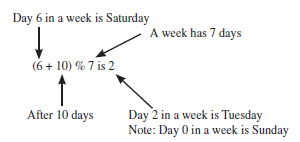 Day 6 in a week is Saturday
A week has 7 days
(6 + 10) % 7 is 2
After 10 days
Day 2 in a week is Tuesday
Note: Day 0 in a week is Sunday